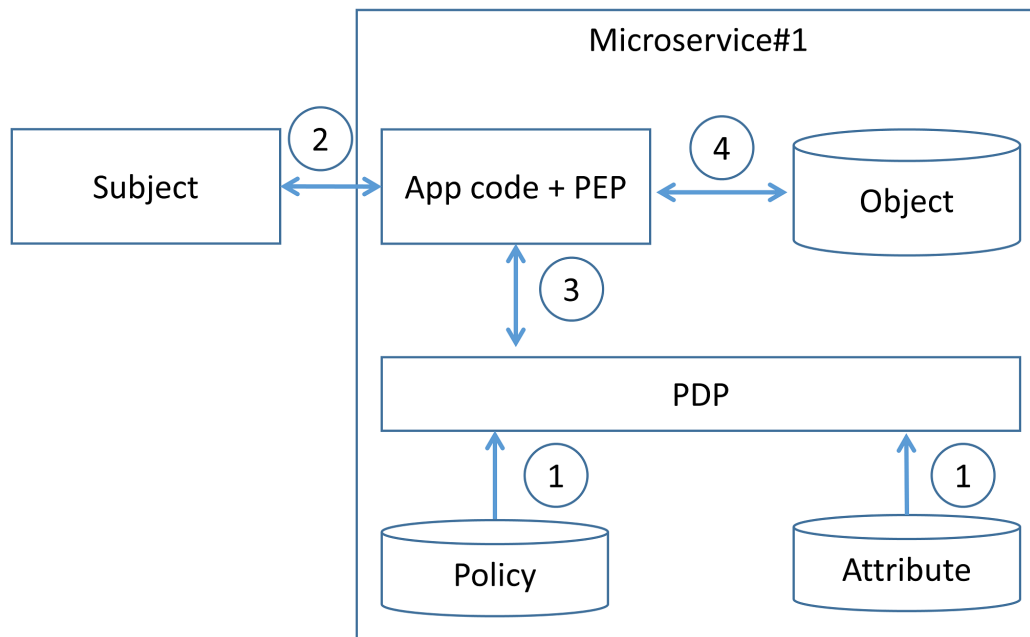 Microservice#1
2
4
Subject
App code + PEP
Object
3
PDP
1
1
Policy
Attribute